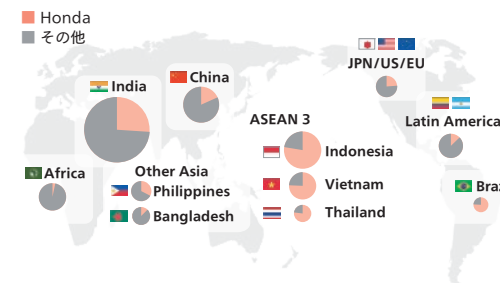 Honda
その他
India
China
JPN/US/EU
ASEAN 3
Latin America
Indonesia
Africa
Other Asia
Philippines
Vietnam
Bangladesh
Thailand